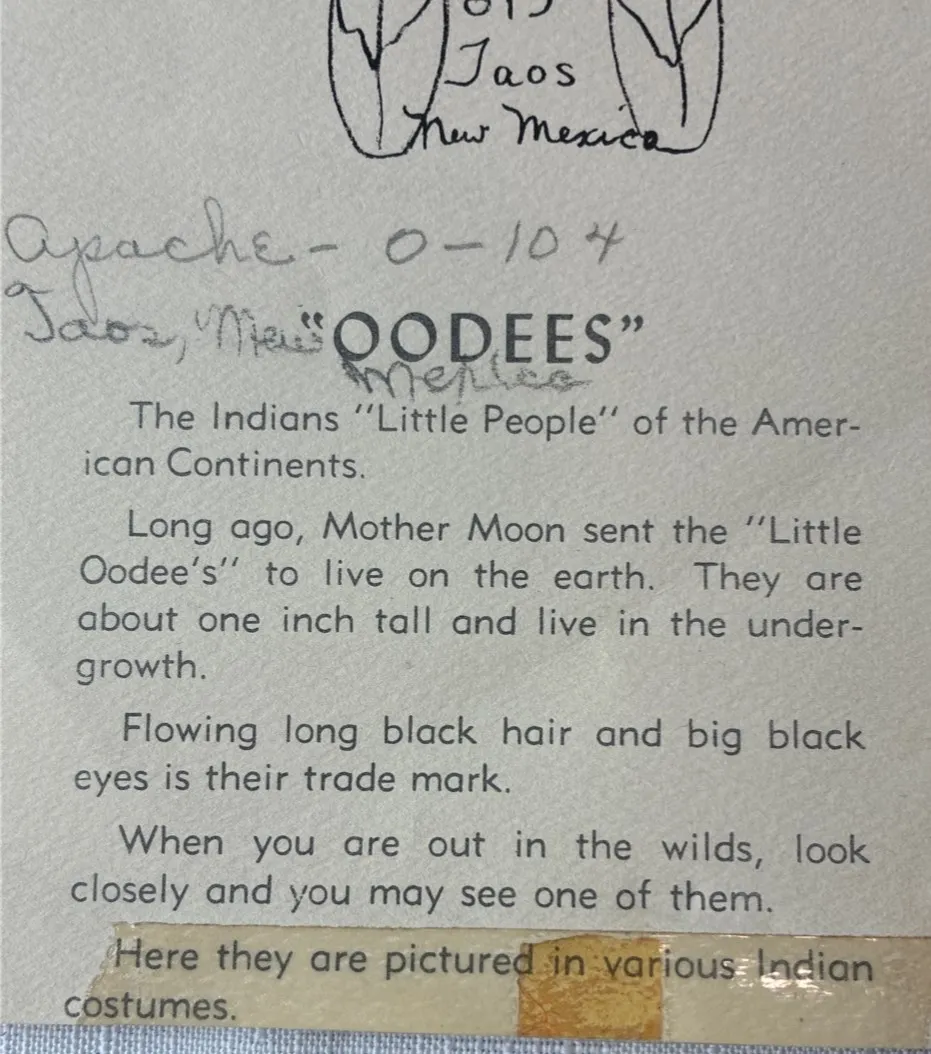 Taos
New Mexico
Apache - O - 104
Taos, New
"OODEES"
Mexico
The Indians "Little People" of the Amer-
ican Continents.
Long ago, Mother Moon sent the "Little
Oodee's" to live on the earth. They are
about one inch tall and live in the under-
growth.
Flowing long black hair and big black
eyes is their trade mark.
When you are out in the wilds, look
closely and you may see one of them.
Here they are pictured in various Indian
costumes.